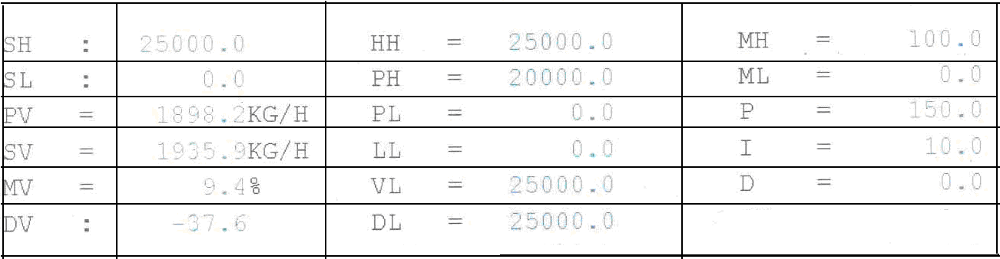 SH : 25000.0 HH = 25000.0 MH = 100.0
SL : 0.0 PH = 20000.0 ML = 0.0
PV = 1898.2KG/H PL = 0.0 P = 150.0
SV = 1935.9KG/H LL = 0.0 I = 10.0
MV = 9.4% VL = 25000.0 D = 0.0
DV : -37.6 DL = 25000.0